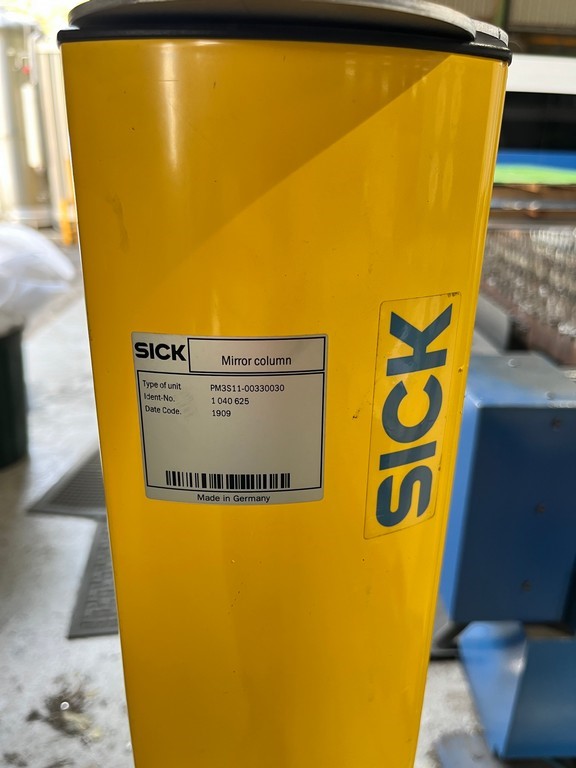 SICK
Mirror column
Type of unit PM3S11-00330030
Ident-No. 1 040 625
Date Code. 1909
Made in Germany
SICK